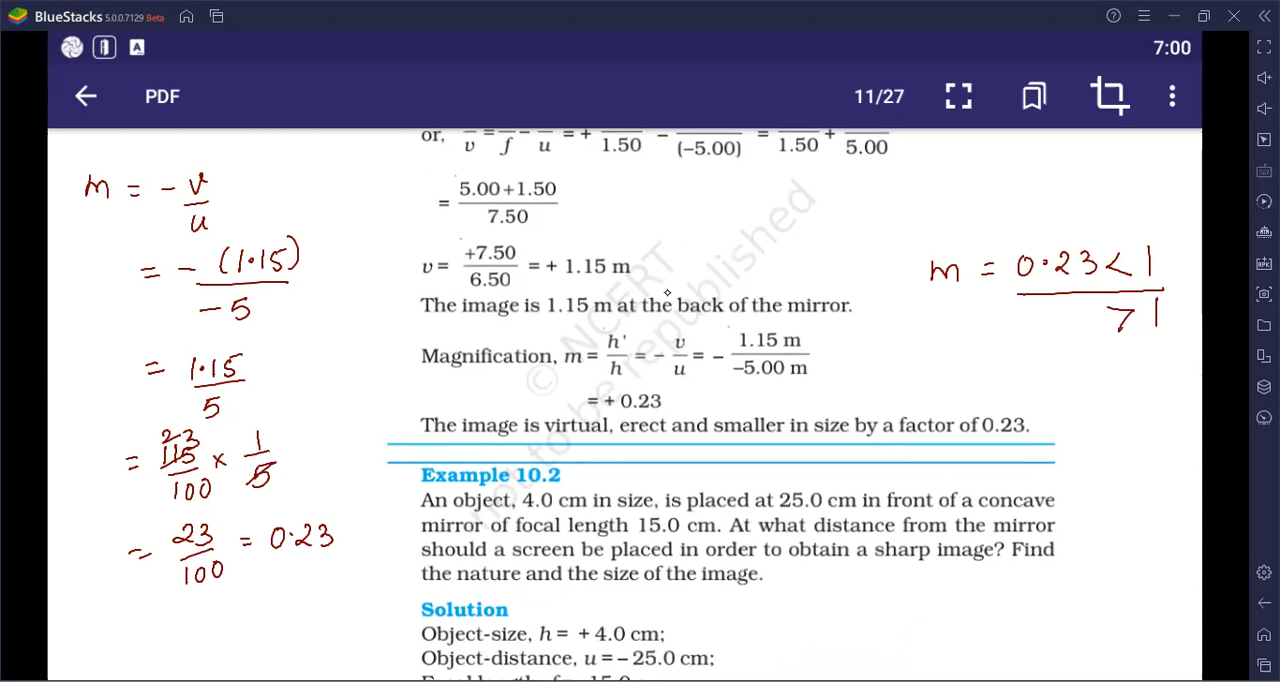 BlueStacks 5.0.0.7129 Beta
7:00
PDF
11/27
or, v = f - u = + 1.50 - (-5.00) = 1.50 + 5.00
= 5.00+1.50
7.50
v = +7.50 = + 1.15 m
6.50
The image is 1.15 m at the back of the mirror.
Magnification, m = h' = - v = - 1.15 m
h u -5.00 m
= + 0.23
The image is virtual, erect and smaller in size by a factor of 0.23.
Example 10.2
An object, 4.0 cm in size, is placed at 25.0 cm in front of a concave
mirror of focal length 15.0 cm. At what distance from the mirror
should a screen be placed in order to obtain a sharp image? Find
the nature and the size of the image.
Solution
Object-size, h = + 4.0 cm;
Object-distance, u = - 25.0 cm;
m = - v
u
= - (1.15)
- 5
= 1.15
5
23
= 115 × 1
100 5
= 23 = 0.23
100
m = 0.23 < 1
> 1
© NCERT
not to be republished